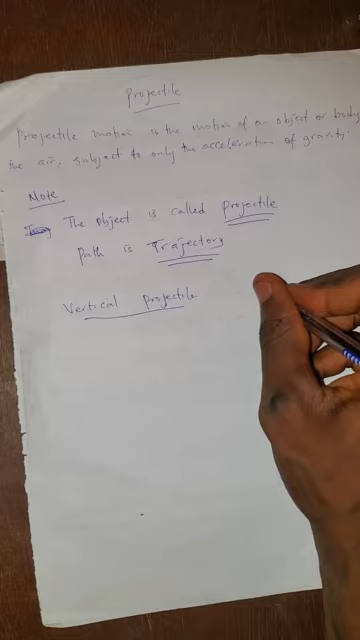 Projectile
Projectile motion is the motion of an object or body
the air, subject to only the acceleration of gravity.
Note
The object is called projectile
Path is Trajectory
Vertical projectile